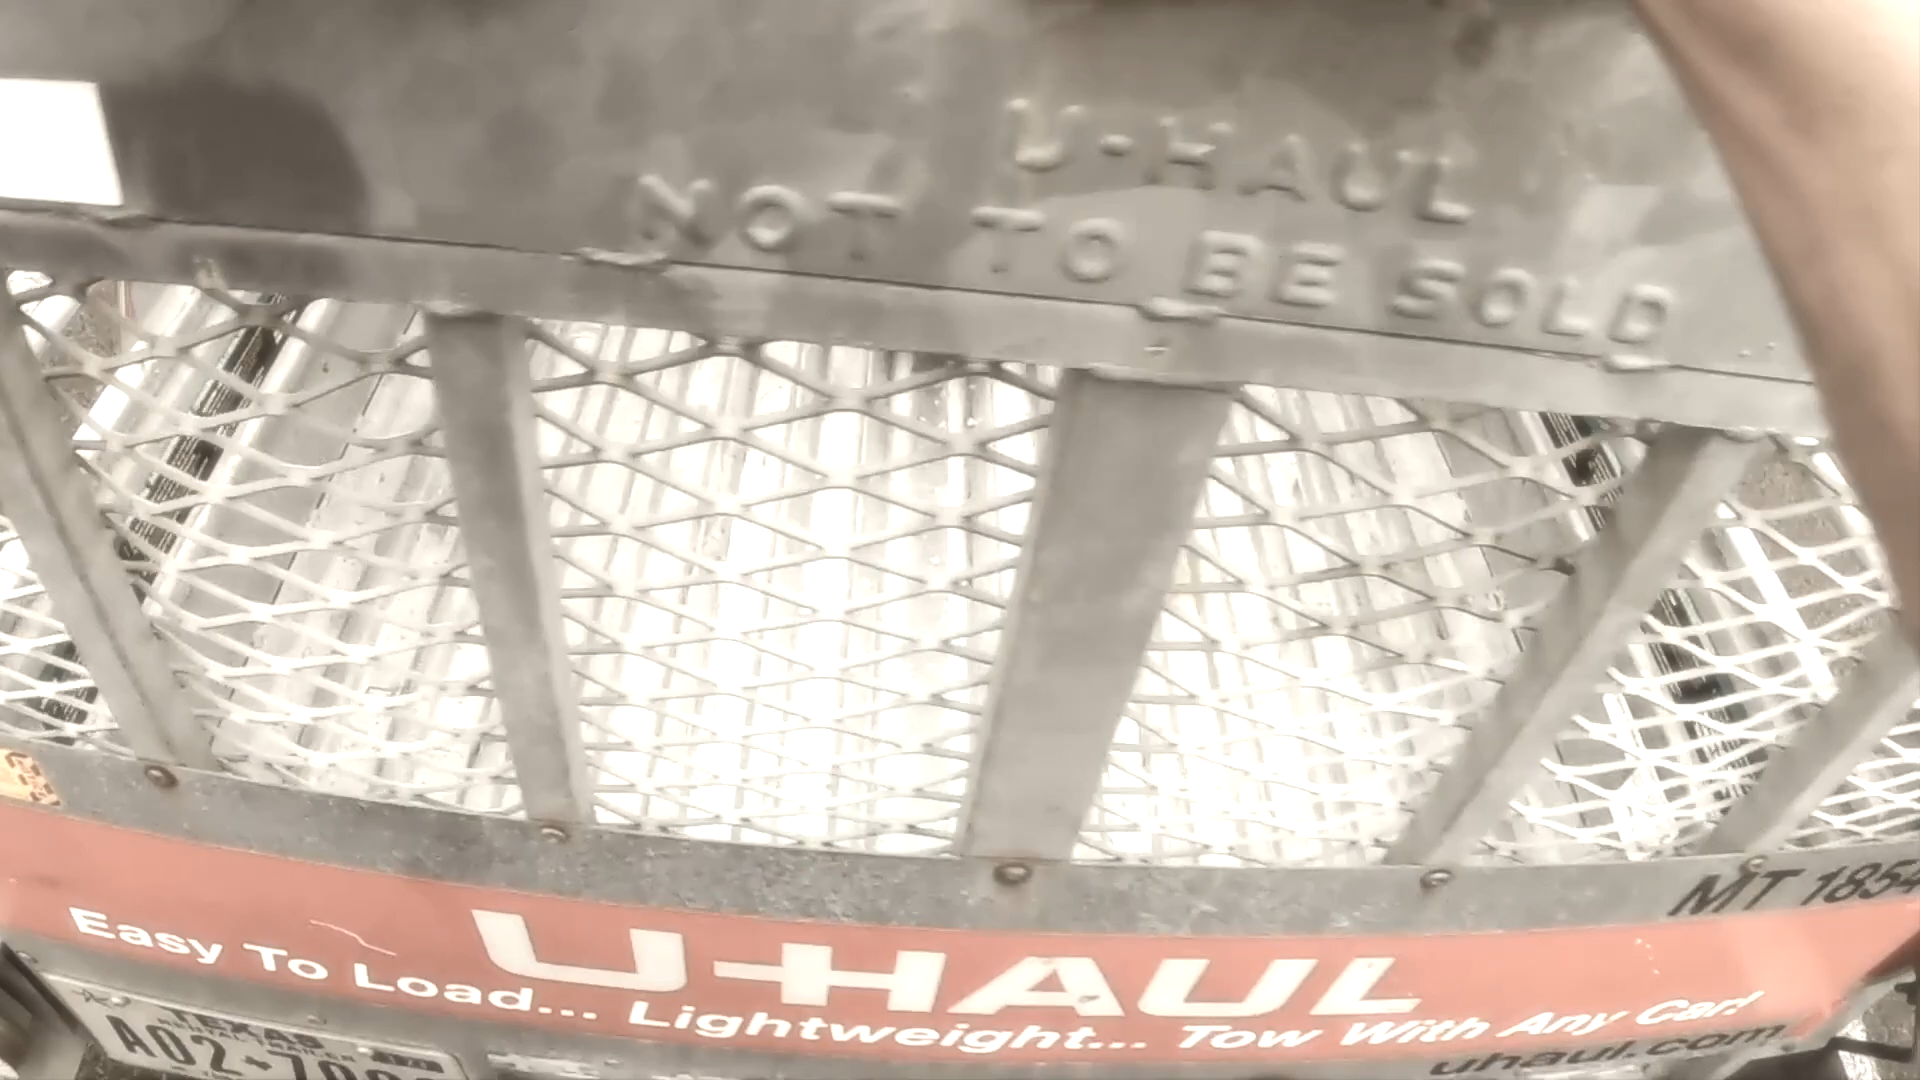 U-HAUL
NOT TO BE SOLD
MT 1854
U-HAUL
Easy To Load... Lightweight... Tow With Any Car!
uhaul.com
TEXAS
A02